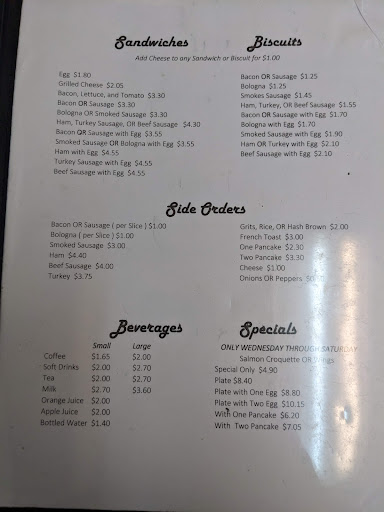 Sandwiches
Biscuits
Add Cheese to any Sandwich or Biscuit for $1.00
Egg $1.80
Grilled Cheese $2.05
Bacon, Lettuce, and Tomato $3.30
Bacon OR Sausage $3.30
Bologna OR Smoked Sausage $3.30
Ham, Turkey Sausage, OR Beef Sausage $4.30
Bacon OR Sausage with Egg $3.55
Smoked Sausage OR Bologna with Egg $3.55
Ham with Egg $4.55
Turkey Sausage with Egg $4.55
Beef Sausage with Egg $4.55
Bacon OR Sausage $1.25
Bologna $1.25
Smokes Sausage $1.45
Ham, Turkey, OR Beef Sausage $1.55
Bacon OR Sausage with Egg $1.70
Bologna with Egg $1.70
Smoked Sausage with Egg $1.90
Ham OR Turkey with Egg $2.10
Beef Sausage with Egg $2.10
Side Orders
Bacon OR Sausage ( per Slice ) $1.00
Bologna ( per Slice ) $1.00
Smoked Sausage $3.00
Ham $4.40
Beef Sausage $4.00
Turkey $3.75
Grits, Rice, OR Hash Brown $2.00
French Toast $3.00
One Pancake $2.30
Two Pancake $3.30
Cheese $1.00
Onions OR Peppers
Beverages
Small Large
Coffee $1.65 $2.00
Soft Drinks $2.00 $2.70
Tea $2.00 $2.70
Milk $2.70 $3.60
Orange Juice $2.00
Apple Juice $2.00
Bottled Water $1.40
Specials
ONLY WEDNESDAY THROUGH SATURDAY
Salmon Croquette OR Wings
Special Only $4.90
Plate $8.40
Plate with One Egg $8.80
Plate with Two Egg $10.15
With One Pancake $6.20
With Two Pancake $7.05